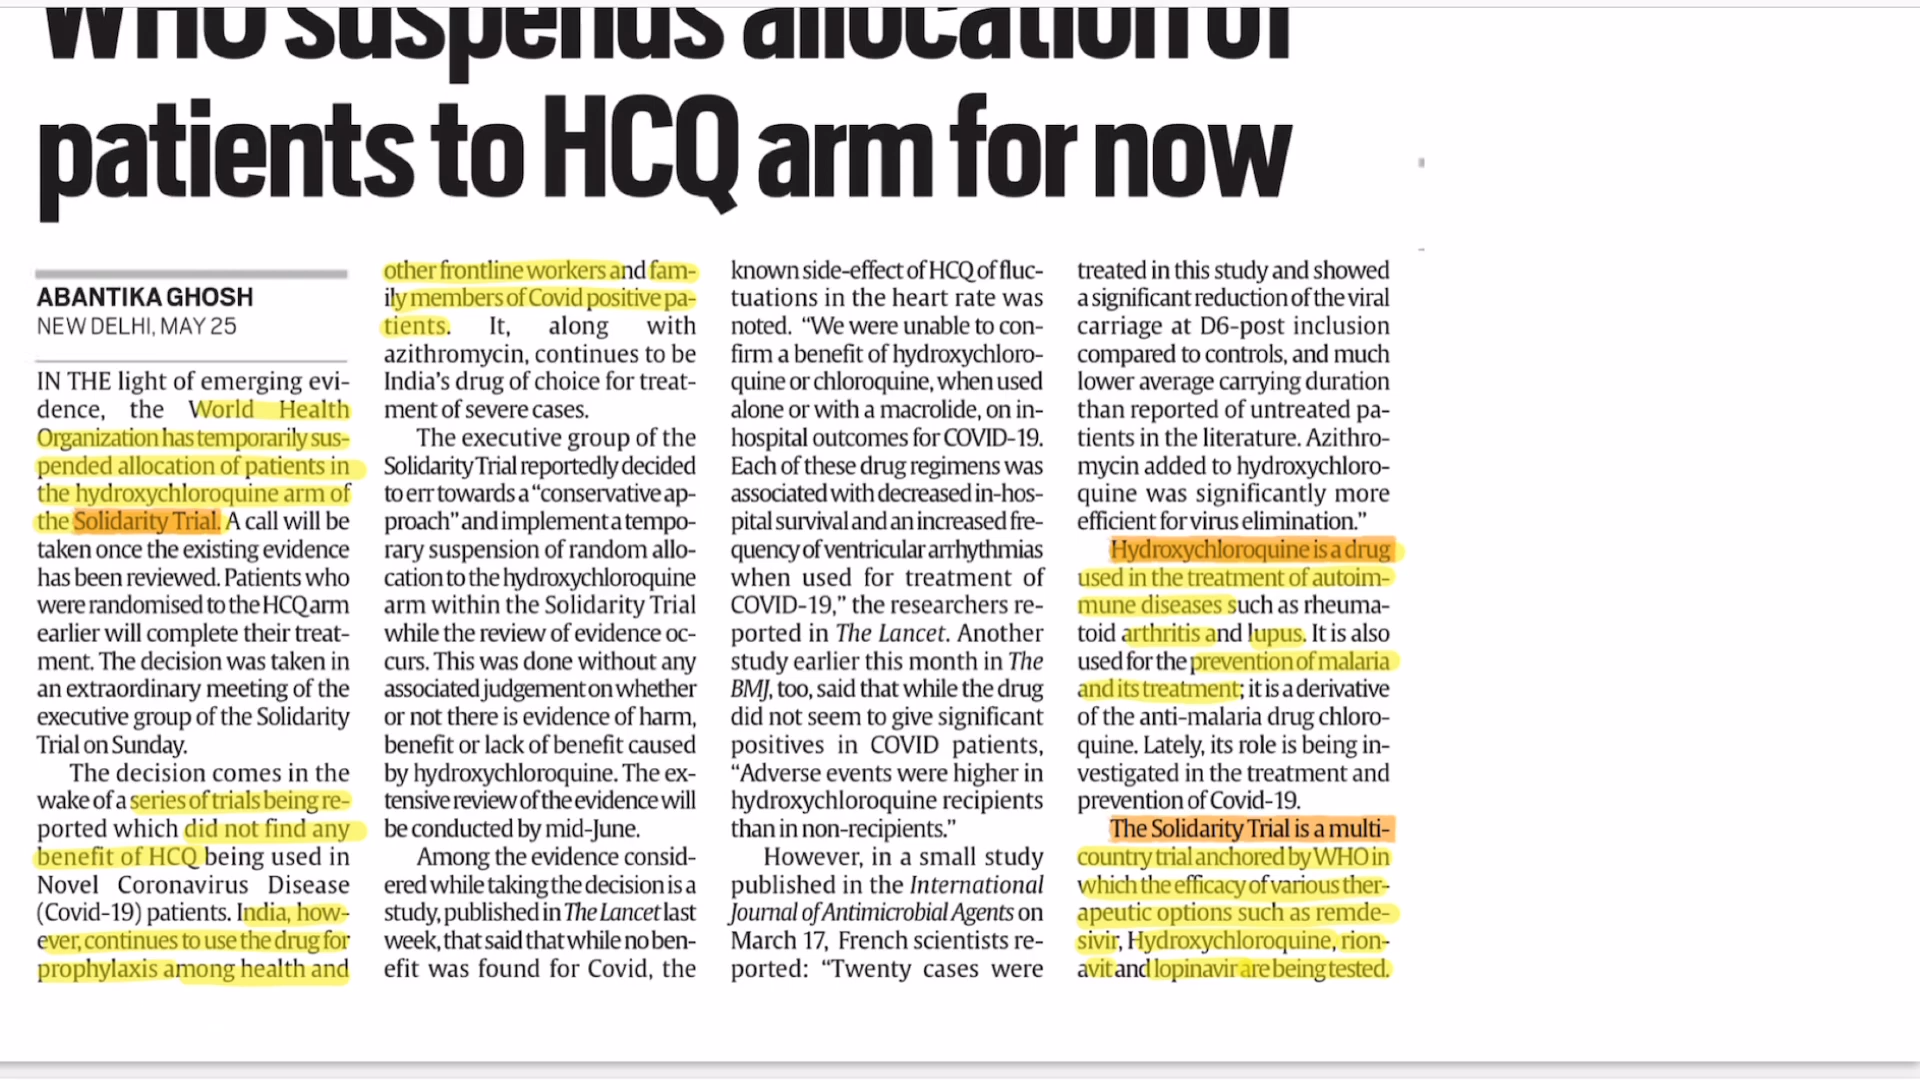 WHO suspends allocation of
patients to HCQ arm for now
ABANTIKA GHOSH
NEW DELHI, MAY 25
IN THE light of emerging evi-
dence, the World Health
Organization has temporarily sus-
pended allocation of patients in
the hydroxychloroquine arm of
the Solidarity Trial. A call will be
taken once the existing evidence
has been reviewed. Patients who
were randomised to the HCQ arm
earlier will complete their treat-
ment. The decision was taken in
an extraordinary meeting of the
executive group of the Solidarity
Trial on Sunday.
The decision comes in the
wake of a series of trials being re-
ported which did not find any
benefit of HCQ being used in
Novel Coronavirus Disease
(Covid-19) patients. India, how-
ever, continues to use the drug for
prophylaxis among health and
other frontline workers and fam-
ily members of Covid positive pa-
tients. It, along with
azithromycin, continues to be
India's drug of choice for treat-
ment of severe cases.
The executive group of the
Solidarity Trial reportedly decided
to err towards a "conservative ap-
proach" and implement a tempo-
rary suspension of random allo-
cation to the hydroxychloroquine
arm within the Solidarity Trial
while the review of evidence oc-
curs. This was done without any
associated judgement on whether
or not there is evidence of harm,
benefit or lack of benefit caused
by hydroxychloroquine. The ex-
tensive review of the evidence will
be conducted by mid-June.
Among the evidence consid-
ered while taking the decision is a
study, published in The Lancet last
week, that said that while no ben-
efit was found for Covid, the
known side-effect of HCQ of fluc-
tuations in the heart rate was
noted. "We were unable to con-
firm a benefit of hydroxychloro-
quine or chloroquine, when used
alone or with a macrolide, on in-
hospital outcomes for COVID-19.
Each of these drug regimens was
associated with decreased in-hos-
pital survival and an increased fre-
quency of ventricular arrhythmias
when used for treatment of
COVID-19," the researchers re-
ported in The Lancet. Another
study earlier this month in The
BMJ, too, said that while the drug
did not seem to give significant
positives in COVID patients,
"Adverse events were higher in
hydroxychloroquine recipients
than in non-recipients."
However, in a small study
published in the International
Journal of Antimicrobial Agents on
March 17, French scientists re-
ported: "Twenty cases were
treated in this study and showed
a significant reduction of the viral
carriage at D6-post inclusion
compared to controls, and much
lower average carrying duration
than reported of untreated pa-
tients in the literature. Azithro-
mycin added to hydroxychloro-
quine was significantly more
efficient for virus elimination."
Hydroxychloroquine is a drug
used in the treatment of autoim-
mune diseases such as rheuma-
toid arthritis and lupus. It is also
used for the prevention of malaria
and its treatment; it is a derivative
of the anti-malaria drug chloro-
quine. Lately, its role is being in-
vestigated in the treatment and
prevention of Covid-19.
The Solidarity Trial is a multi-
country trial anchored by WHO in
which the efficacy of various ther-
apeutic options such as remde-
sivir, Hydroxychloroquine, rion-
avit and lopinavir are being tested.